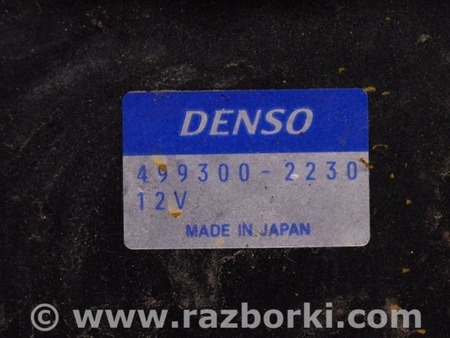 DENSO
499300-2230
12V
MADE IN JAPAN
© www.razborki.com